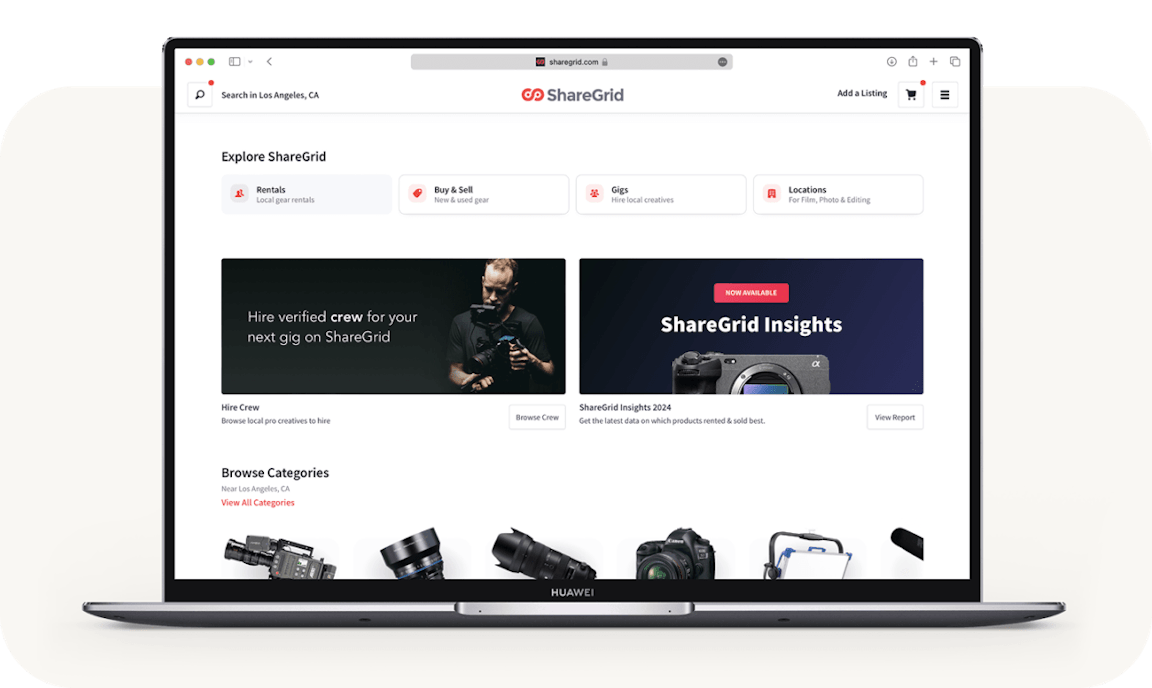 sharegrid.com
Search in Los Angeles, CA
ShareGrid
Add a Listing
Explore ShareGrid
Rentals
Local gear rentals
Buy & Sell
New & used gear
Gigs
Hire local creatives
Locations
For Film, Photo & Editing
Hire verified crew for your
next gig on ShareGrid
NOW AVAILABLE
ShareGrid Insights
α
Hire Crew
Browse local pro creatives to hire
Browse Crew
ShareGrid Insights 2024
Get the latest data on which products rented & sold best.
View Report
Browse Categories
Near Los Angeles, CA
View All Categories
Canon
HUAWEI